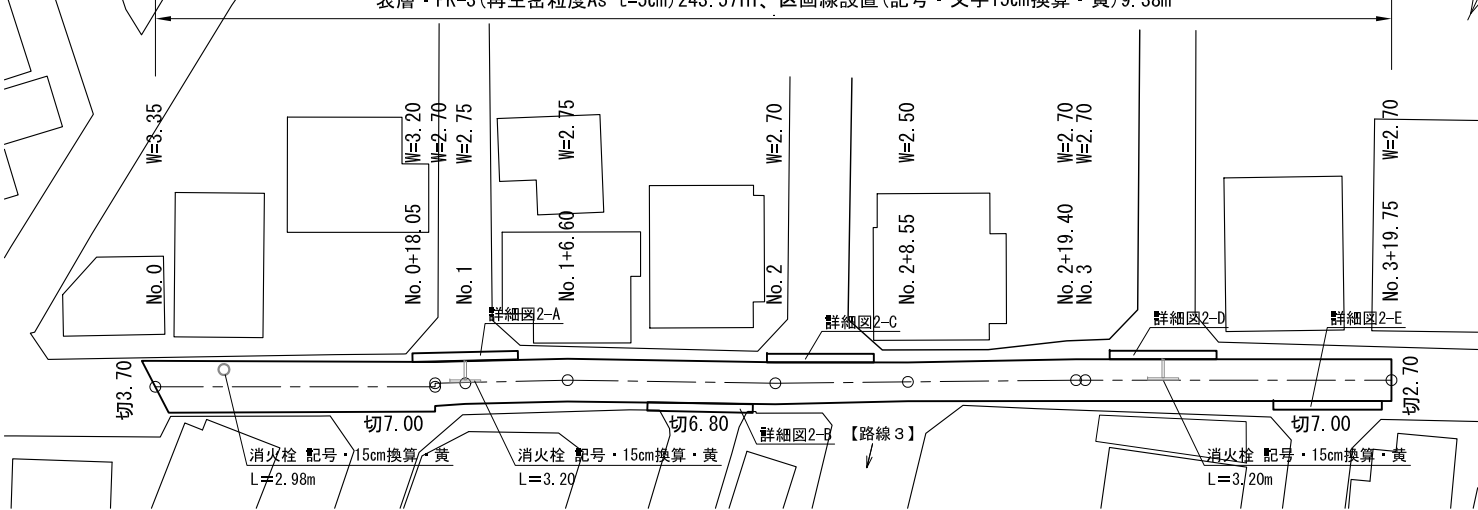 表層・FR-3(再生密粒度As t=5cm)243.57㎡、区画線設置(記号・文字15cm換算・黄)9.38m
W=3.35
W=3.20
W=2.70
W=2.75
W=2.75
W=2.70
W=2.50
W=2.70
W=2.70
W=2.70
No.0
No.0+18.05
No.1
No.1+6.60
No.2
No.2+8.55
No.2+19.40
No.3
No.3+19.75
詳細図2-A
詳細図2-C
詳細図2-D
詳細図2-E
切3.70
切2.70
切7.00
切6.80
切7.00
詳細図2-B
【路線3】
消火栓 記号・15cm換算・黄
L=2.98m
消火栓 記号・15cm換算・黄
L=3.20
消火栓 記号・15cm換算・黄
L=3.20m